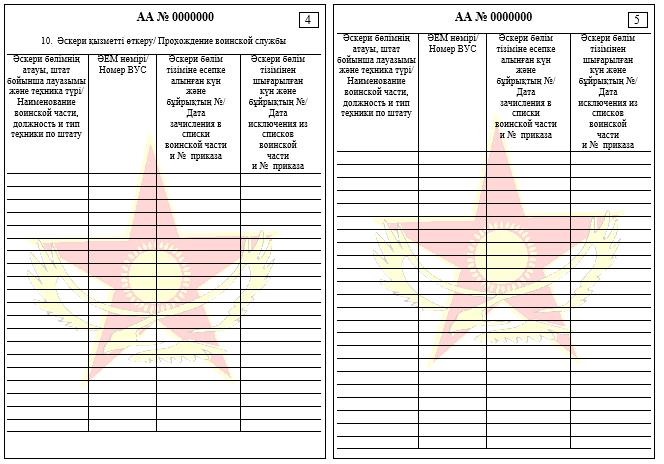 АА № 0000000
4
10. Әскери қызметті өткеру/ Прохождение воинской службы
Әскери бөлімнің
атауы, штат
бойынша лауазымы
және техника түрі/
Наименование
воинской части,
должность и тип
техники по штату
ӘЕМ нөмірі/
Номер ВУС
Әскери бөлім
тізіміне есепке
алынған күн
және
бұйрықтың №/
Дата
зачисления в
списки
воинской части
и № приказа
Әскери бөлім
тізімінен
шығарылған
күн және
бұйрықтың №/
Дата
исключения из
списков
воинской
части
и № приказа
АА № 0000000
5
Әскери бөлімнің
атауы, штат
бойынша лауазымы
және техника түрі/
Наименование
воинской части,
должность и тип
техники по штату
ӘЕМ нөмірі/
Номер ВУС
Әскери бөлім
тізіміне есепке
алынған күн
және
бұйрықтың №/
Дата
зачисления в
списки
воинской части
и № приказа
Әскери бөлім
тізімінен
шығарылған
күн және
бұйрықтың №/
Дата
исключения из
списков
воинской
части
и № приказа